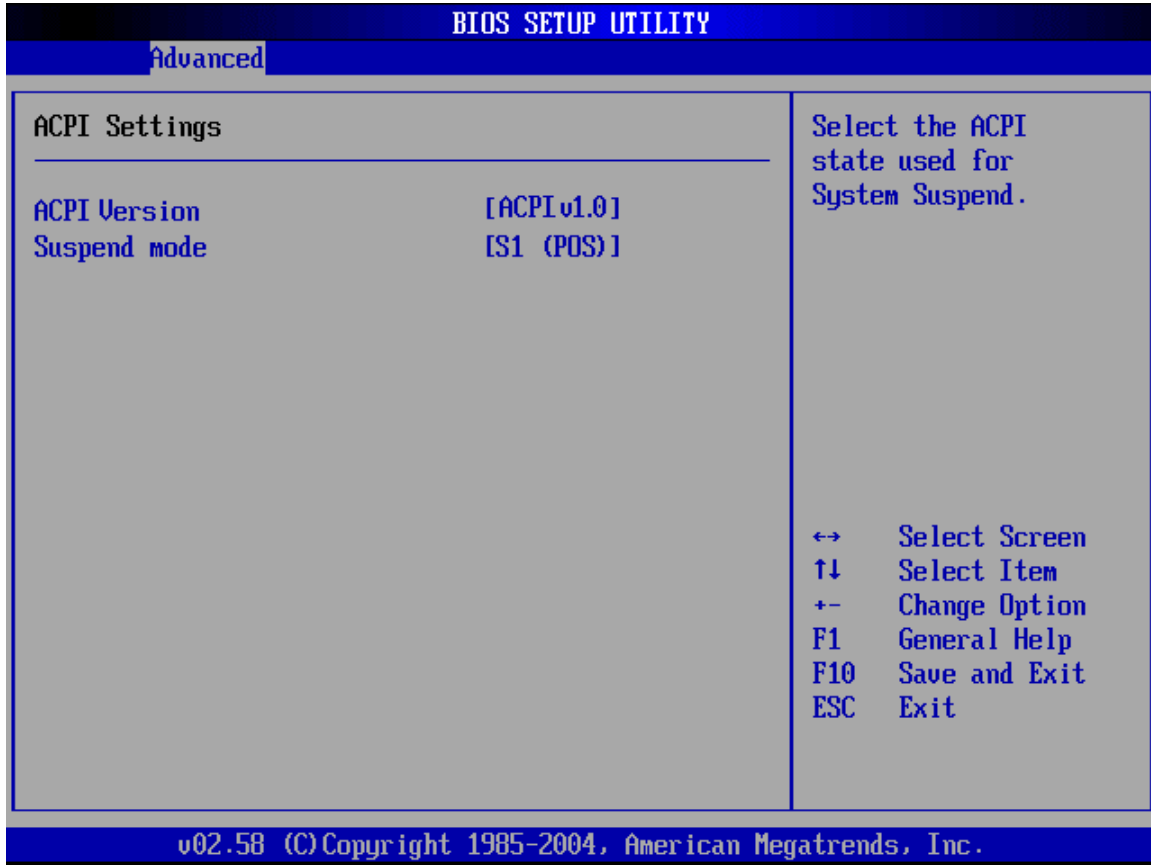 BIOS SETUP UTILITY
Advanced
ACPI Settings
ACPI Version [ACPI v1.0]
Suspend mode [S1 (POS)]
Select the ACPI
state used for
System Suspend.
←→ Select Screen
↑↓ Select Item
+- Change Option
F1 General Help
F10 Save and Exit
ESC Exit
v02.58 (C)Copyright 1985-2004, American Megatrends, Inc.